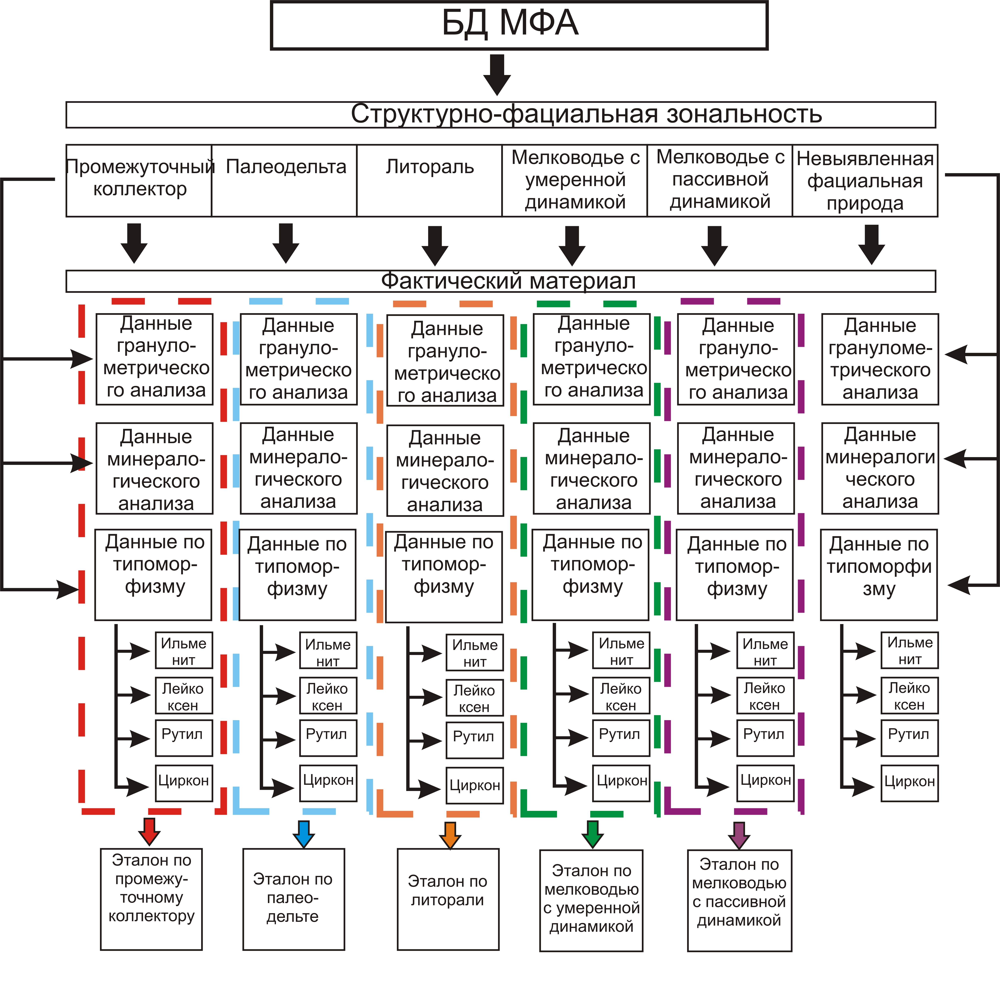 БД МФА
Структурно-фациальная зональность
Промежуточный
коллектор
Палеодельта
Литораль
Мелководье с
умеренной
динамикой
Мелководье с
пассивной
динамикой
Невыявленная
фациальная
природа
Фактический материал
Данные
грануло-
метрическо
го анализа
Данные
грануло-
метрическо
го анализа
Данные
грануло-
метрическо
го анализа
Данные
грануло-
метрическо
го анализа
Данные
грануло-
метрическо
го анализа
Данные
грануломе-
трического
анализа
Данные
минерало-
гического
анализа
Данные
минерало-
гического
анализа
Данные
минерало-
гического
анализа
Данные
минерало-
гического
анализа
Данные
минерало-
гического
анализа
Данные
минералоги
ческого
анализа
Данные по
типомор-
физму
Данные по
типомор-
физму
Данные по
типомор-
физму
Данные по
типомор-
физму
Данные по
типомор-
физму
Данные по
типоморфи
зму
Ильме
нит
Ильме
нит
Ильме
нит
Ильме
нит
Ильме
нит
Ильме
нит
Лейко
ксен
Лейко
ксен
Лейко
ксен
Лейко
ксен
Лейко
ксен
Лейко
ксен
Рутил
Рутил
Рутил
Рутил
Рутил
Рутил
Циркон
Циркон
Циркон
Циркон
Циркон
Циркон
Эталон по
промежу-
точному
коллектору
Эталон по
палео-
дельте
Эталон по
литорали
Эталон по
мелководью
с умеренной
динамикой
Эталон по
мелководью
с пассивной
динамикой